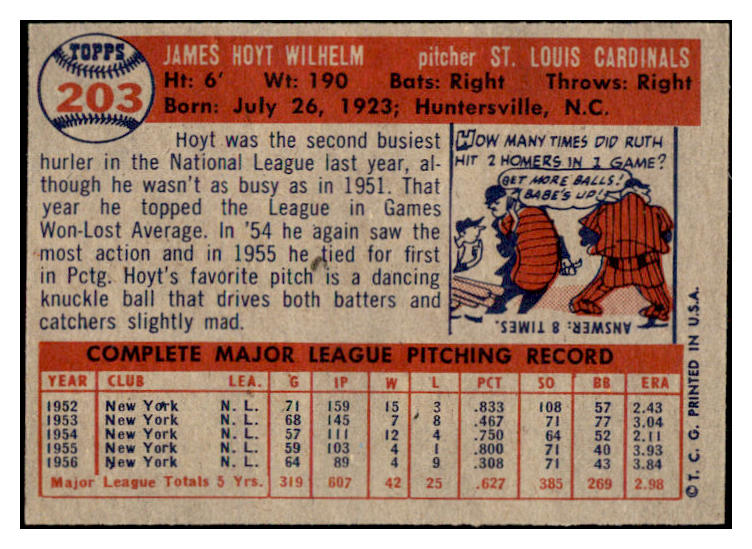 TOPPS
203
JAMES HOYT WILHELM pitcher ST. LOUIS CARDINALS
Ht: 6' Wt: 190 Bats: Right Throws: Right
Born: July 26, 1923; Huntersville, N.C.
Hoyt was the second busiest
hurler in the National League last year, al-
though he wasn't as busy as in 1951. That
year he topped the League in Games
Won-Lost Average. In '54 he again saw the
most action and in 1955 he tied for first
in Pctg. Hoyt's favorite pitch is a dancing
knuckle ball that drives both batters and
catchers slightly mad.
HOW MANY TIMES DID RUTH
HIT 2 HOMERS IN 1 GAME?
GET MORE BALLS!
BABE'S UP!
ANSWER: 8 TIMES.
COMPLETE MAJOR LEAGUE PITCHING RECORD
YEAR CLUB LEA. G IP W L PCT SO BB ERA
1952 New York N. L. 71 159 15 3 .833 108 57 2.43
1953 New York N. L. 68 145 7 8 .467 71 77 3.04
1954 New York N. L. 57 111 12 4 .750 64 52 2.11
1955 New York N. L. 59 103 4 1 .800 71 40 3.93
1956 New York N. L. 64 89 4 9 .308 71 43 3.84
Major League Totals 5 Yrs. 319 607 42 25 .627 385 269 2.98
© T. C. G. PRINTED IN U.S.A.